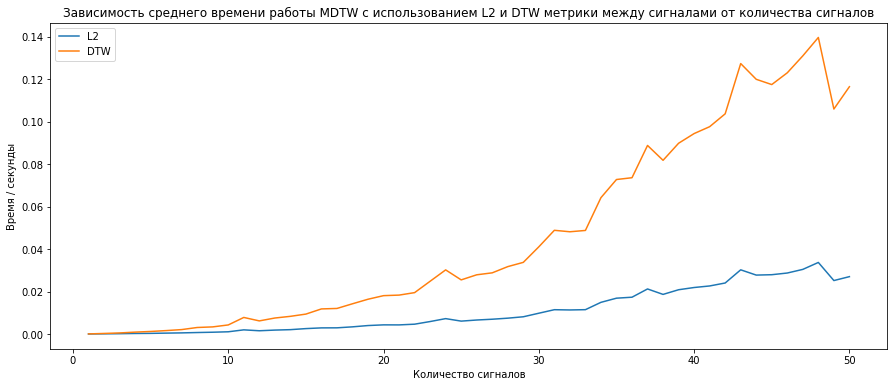 Зависимость среднего времени работы MDTW с использованием L2 и DTW метрики между сигналами от количества сигналов
L2
DTW
0.14
0.12
0.10
0.08
0.06
0.04
0.02
0.00
Время / секунды
0 10 20 30 40 50
Количество сигналов